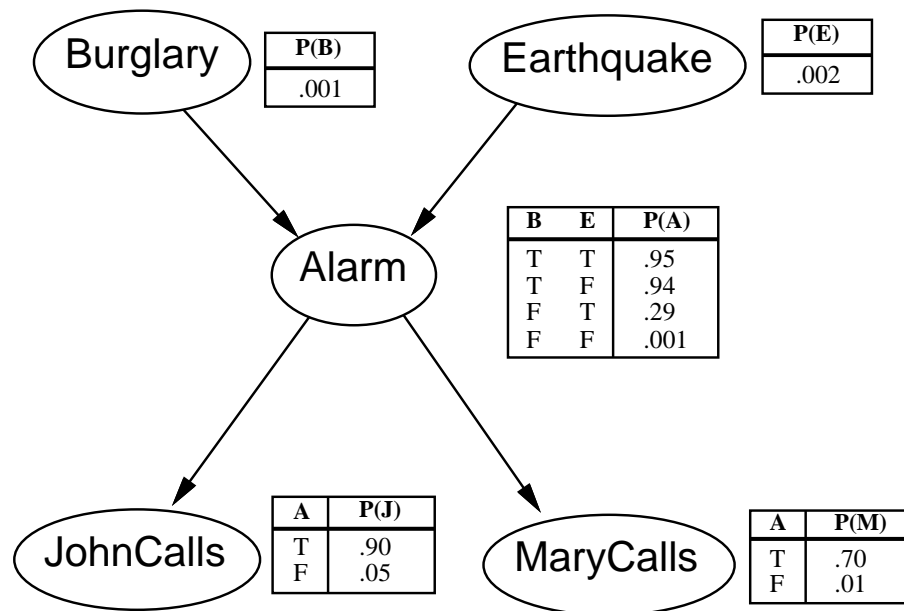 Burglary
P(B)
.001
Earthquake
P(E)
.002
Alarm
B E P(A)
T T .95
T F .94
F T .29
F F .001
JohnCalls
A P(J)
T .90
F .05
MaryCalls
A P(M)
T .70
F .01